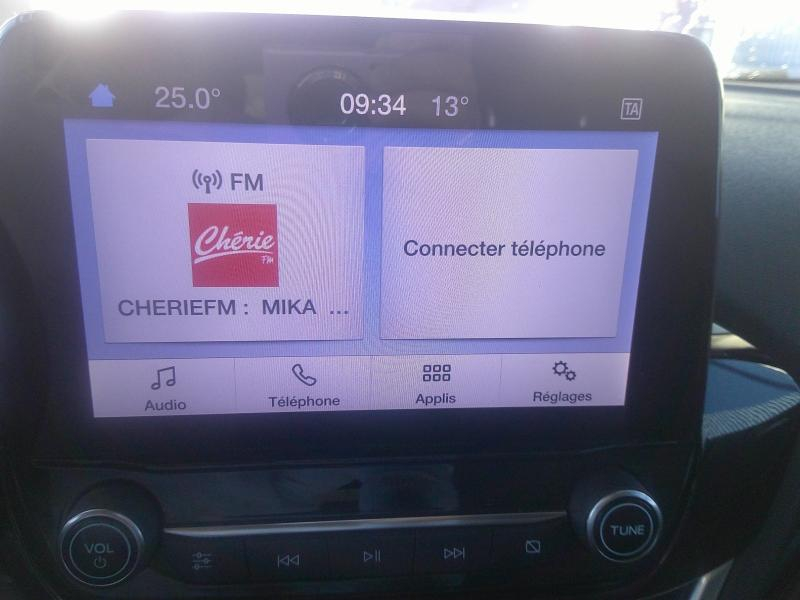 25.0° 09:34 13° TA
FM
Chérie
FM
CHERIEFM : MIKA ...
Connecter téléphone
Audio Téléphone Applis Réglages
VOL
TUNE